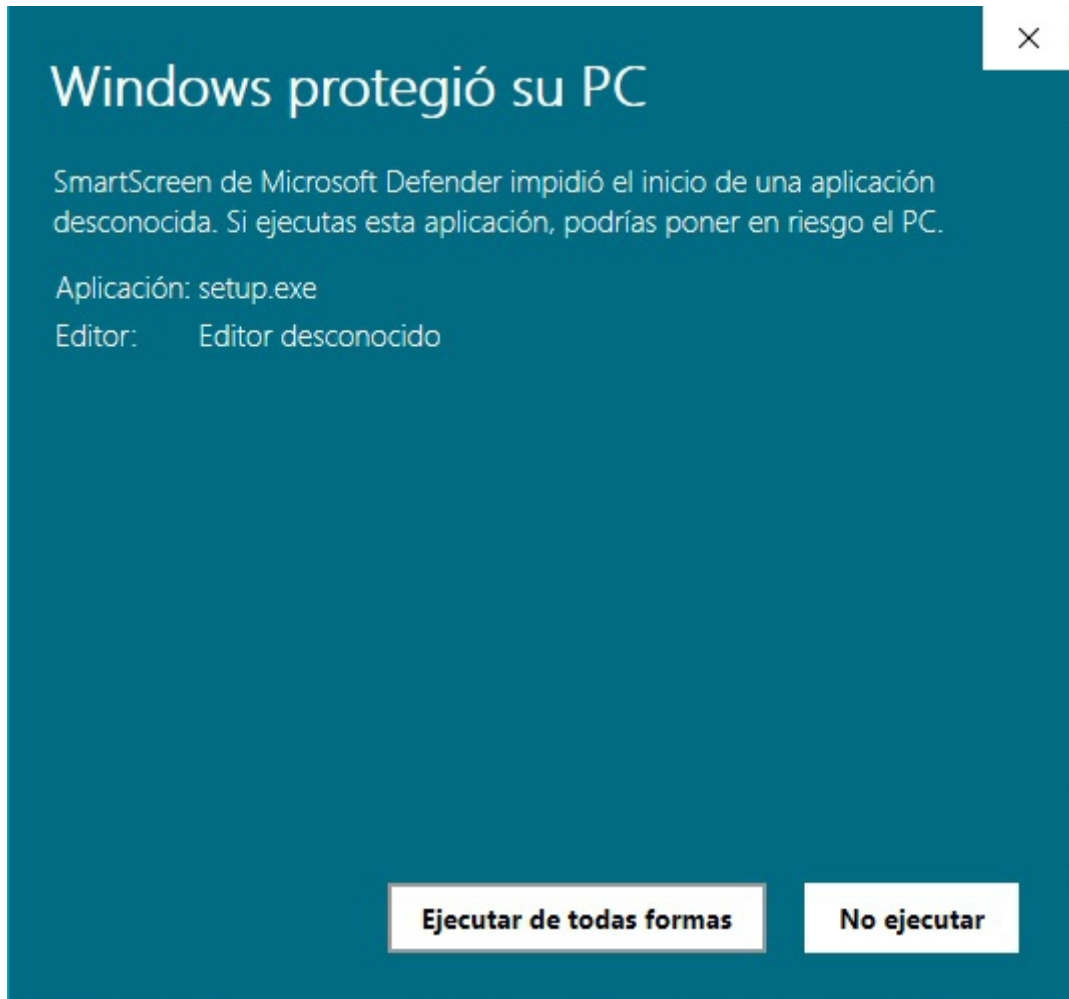 Windows protegió su PC
SmartScreen de Microsoft Defender impidió el inicio de una aplicación
desconocida. Si ejecutas esta aplicación, podrías poner en riesgo el PC.
Aplicación: setup.exe
Editor: Editor desconocido
Ejecutar de todas formas No ejecutar